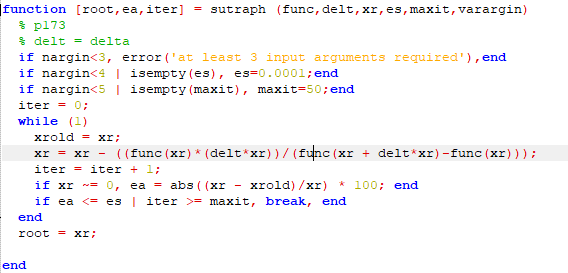 function [root,ea,iter] = sutraph (func,delt,xr,es,maxit,varargin)
% p173
% delt = delta
if nargin<3, error('at least 3 input arguments required'),end
if nargin<4 | isempty(es), es=0.0001;end
if nargin<5 | isempty(maxit), maxit=50;end
iter = 0;
while (1)
xrold = xr;
xr = xr - ((func(xr)*(delt*xr))/(func(xr + delt*xr)-func(xr)));
iter = iter + 1;
if xr ~= 0, ea = abs((xr - xrold)/xr) * 100; end
if ea <= es | iter >= maxit, break, end
end
root = xr;
end